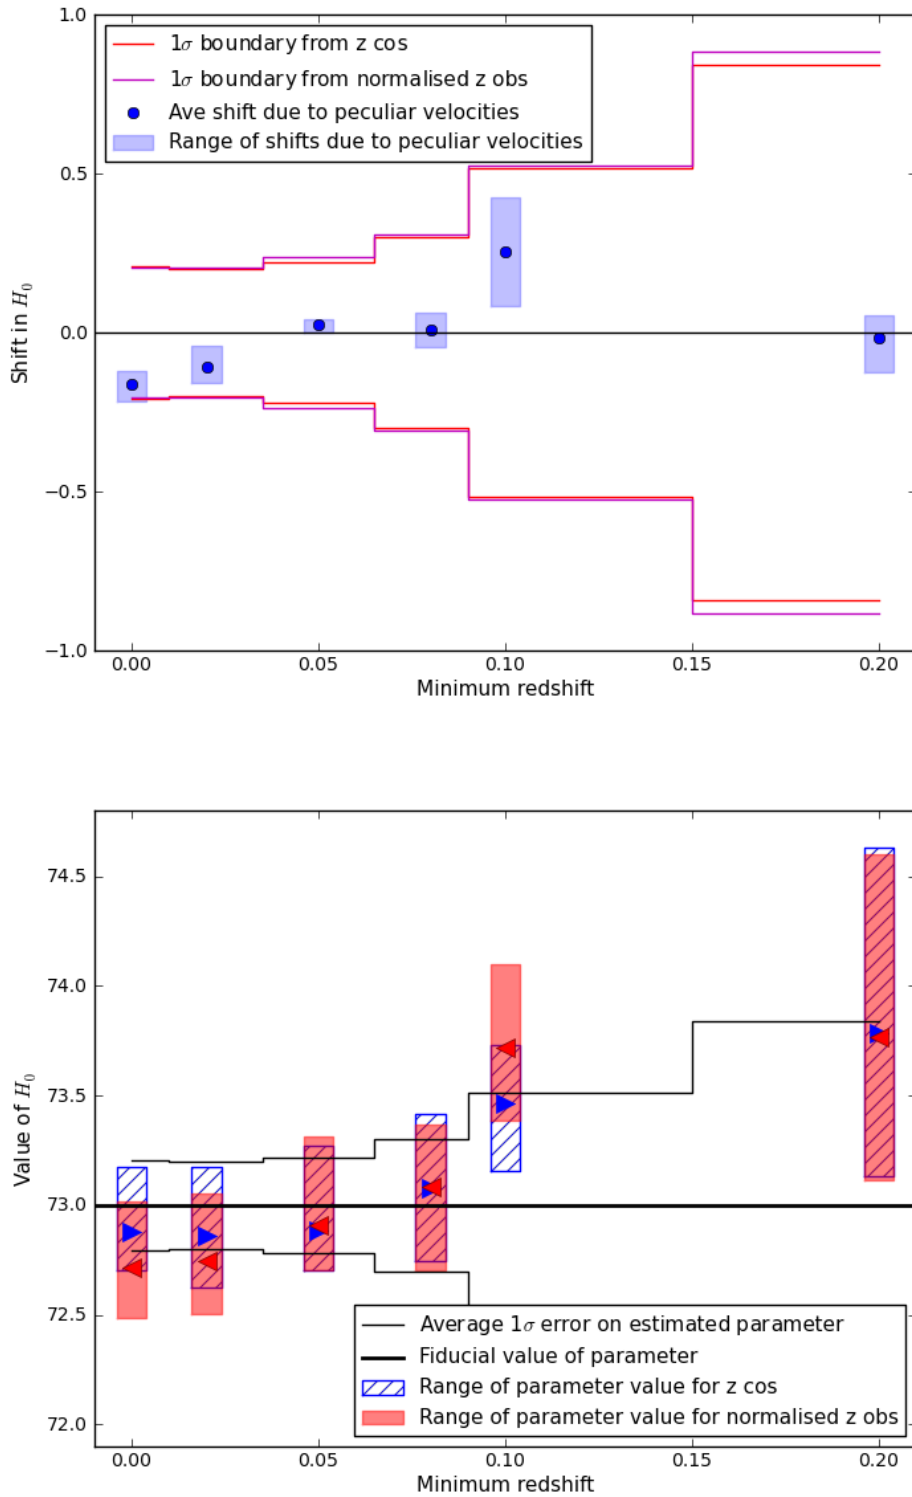 1.0
1σ boundary from z cos
1σ boundary from normalised z obs
Ave shift due to peculiar velocities
Range of shifts due to peculiar velocities
0.5
0.0
−0.5
−1.0
Shift in H₀
0.00 0.05 0.10 0.15 0.20
Minimum redshift
74.5
74.0
73.5
73.0
72.5
72.0
Value of H₀
Average 1σ error on estimated parameter
Fiducial value of parameter
Range of parameter value for z cos
Range of parameter value for normalised z obs
0.00 0.05 0.10 0.15 0.20
Minimum redshift